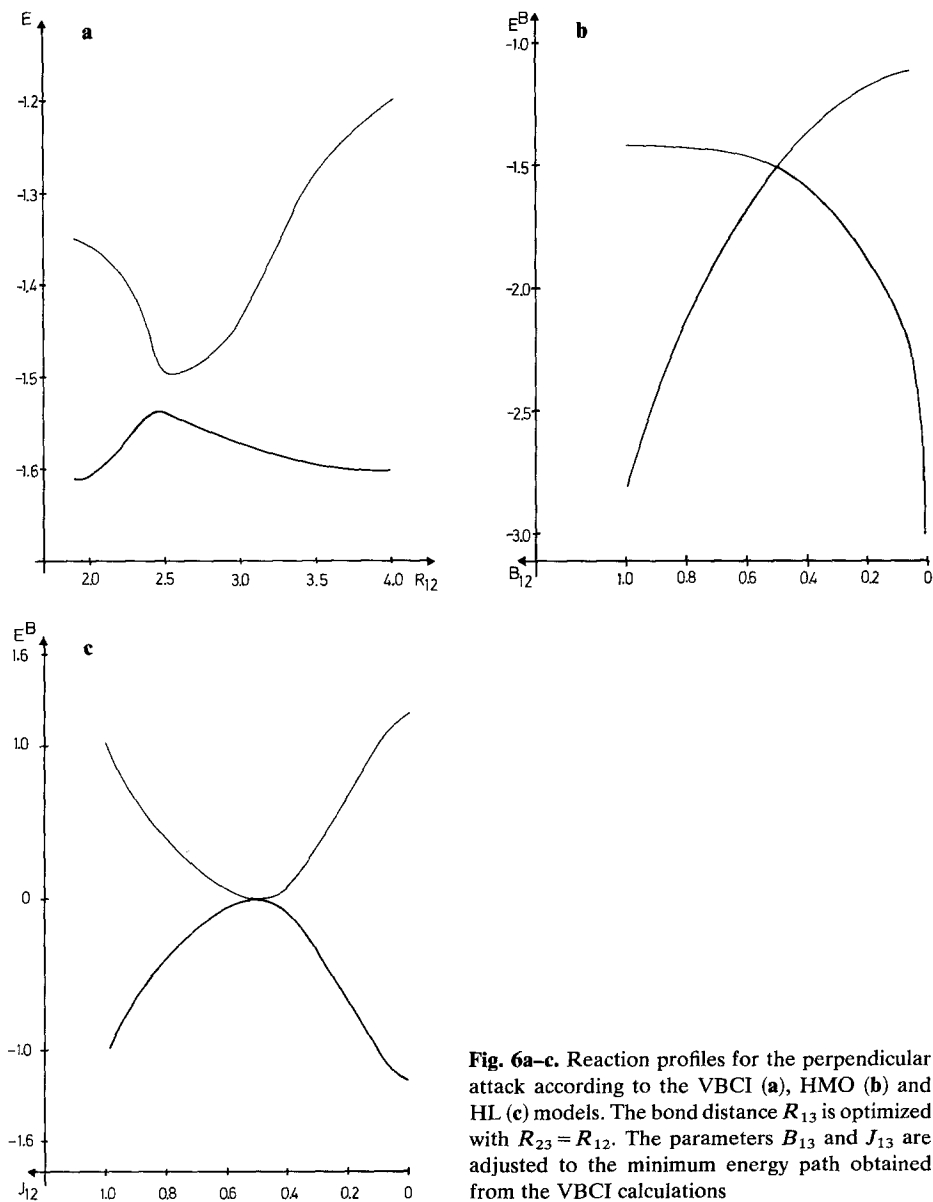 E
a
-1.2
-1.3
-1.4
-1.5
-1.6
2.0 2.5 3.0 3.5 4.0 R12
EB
b
-1.0
-1.5
-2.0
-2.5
-3.0
B12 1.0 0.8 0.6 0.4 0.2 0
EB
c
1.6
1.0
0
-1.0
-1.6
J12 1.0 0.8 0.6 0.4 0.2 0
Fig. 6a–c. Reaction profiles for the perpendicular
attack according to the VBCI (a), HMO (b) and
HL (c) models. The bond distance R13 is optimized
with R23 = R12. The parameters B13 and J13 are
adjusted to the minimum energy path obtained
from the VBCI calculations